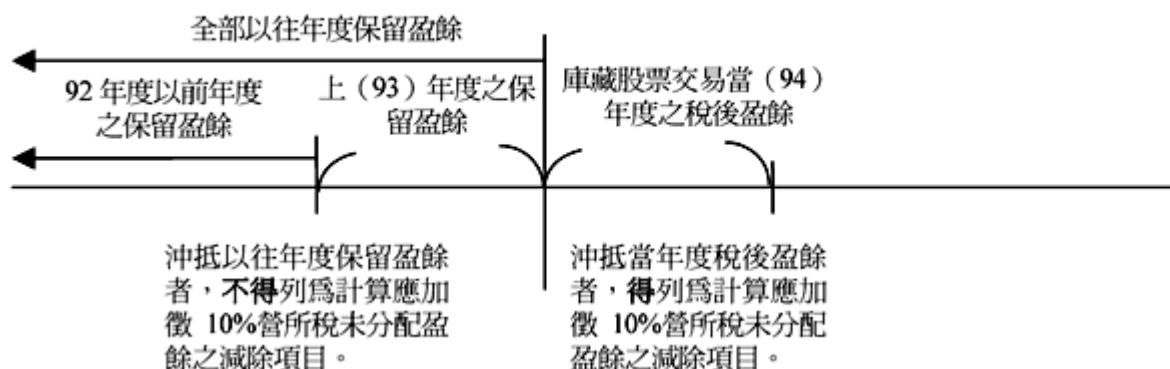 全部以往年度保留盈餘
92 年度以前年度
之保留盈餘
上（93）年度之保
留盈餘
庫藏股票交易當（94）
年度之稅後盈餘
沖抵以往年度保留盈餘
者，不得列為計算應加
徵 10%營所稅未分配盈
餘之減除項目。
沖抵當年度稅後盈餘
者，得列為計算應加
徵 10%營所稅未分配
盈餘之減除項目。